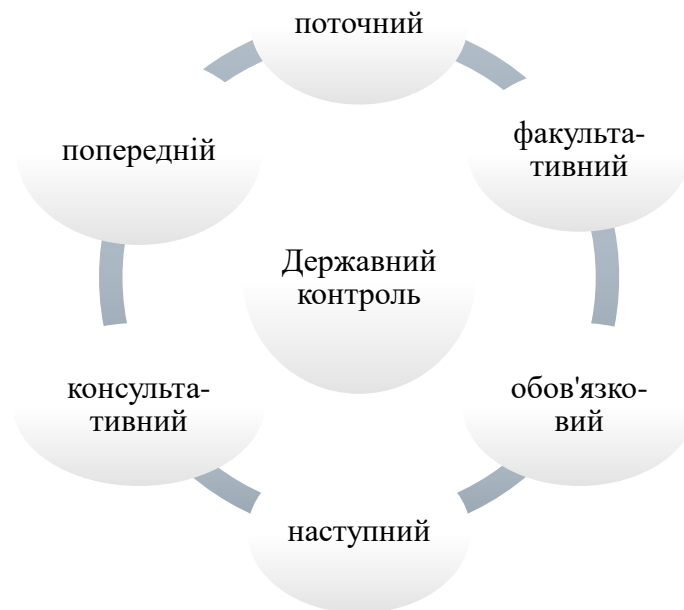 поточний
факульта-
тивний
обов'язко-
вий
наступний
консульта-
тивний
попередній
Державний
контроль